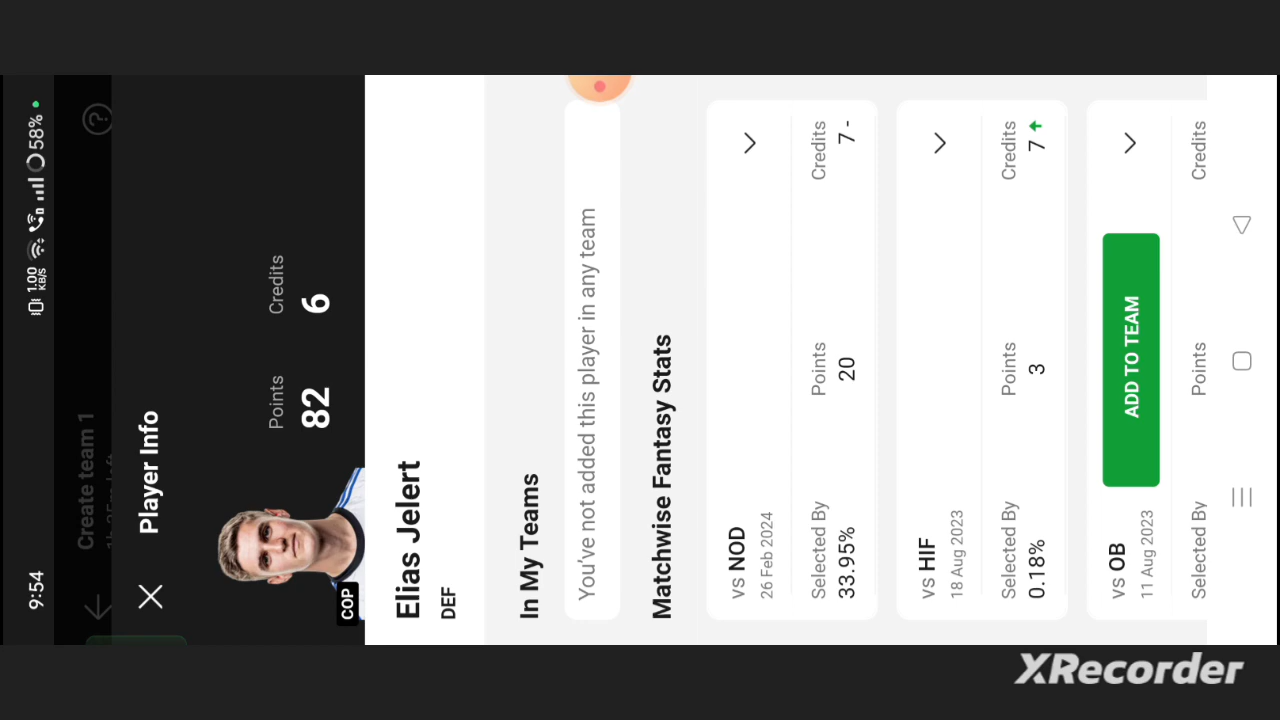 9:54
1.00
KB/S
58%
Create team 1
Player Info
Points
Credits
82
6
COP
Elias Jelert
DEF
In My Teams
You've not added this player in any team
Matchwise Fantasy Stats
vs NOD
26 Feb 2024
Selected By
Points
Credits
33.95%
20
7 -
vs HIF
18 Aug 2023
Selected By
Points
Credits
0.18%
3
7
vs OB
11 Aug 2023
ADD TO TEAM
Selected By
Points
Credits
XRecorder